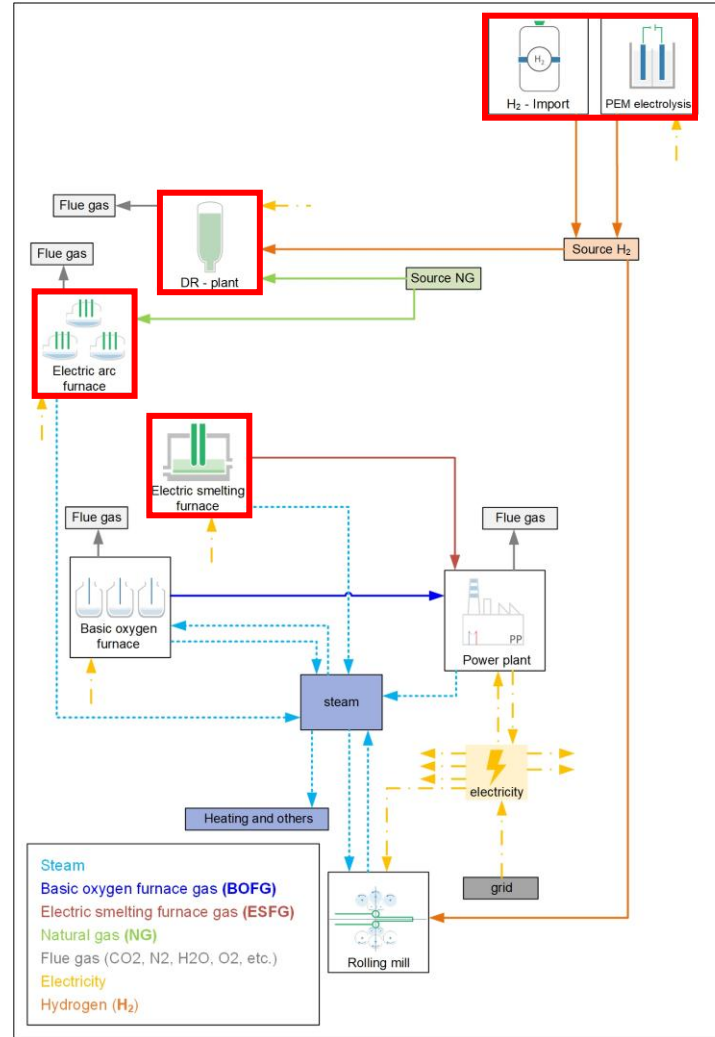 H2
H₂ - Import
PEM electrolysis
Flue gas
DR - plant
Source H₂
Flue gas
Source NG
Electric arc
furnace
Electric smelting
furnace
Flue gas
Flue gas
Basic oxygen
furnace
PP
Power plant
steam
electricity
Heating and others
grid
Rolling mill
Steam
Basic oxygen furnace gas (BOFG)
Electric smelting furnace gas (ESFG)
Natural gas (NG)
Flue gas (CO2, N2, H2O, O2, etc.)
Electricity
Hydrogen (H₂)